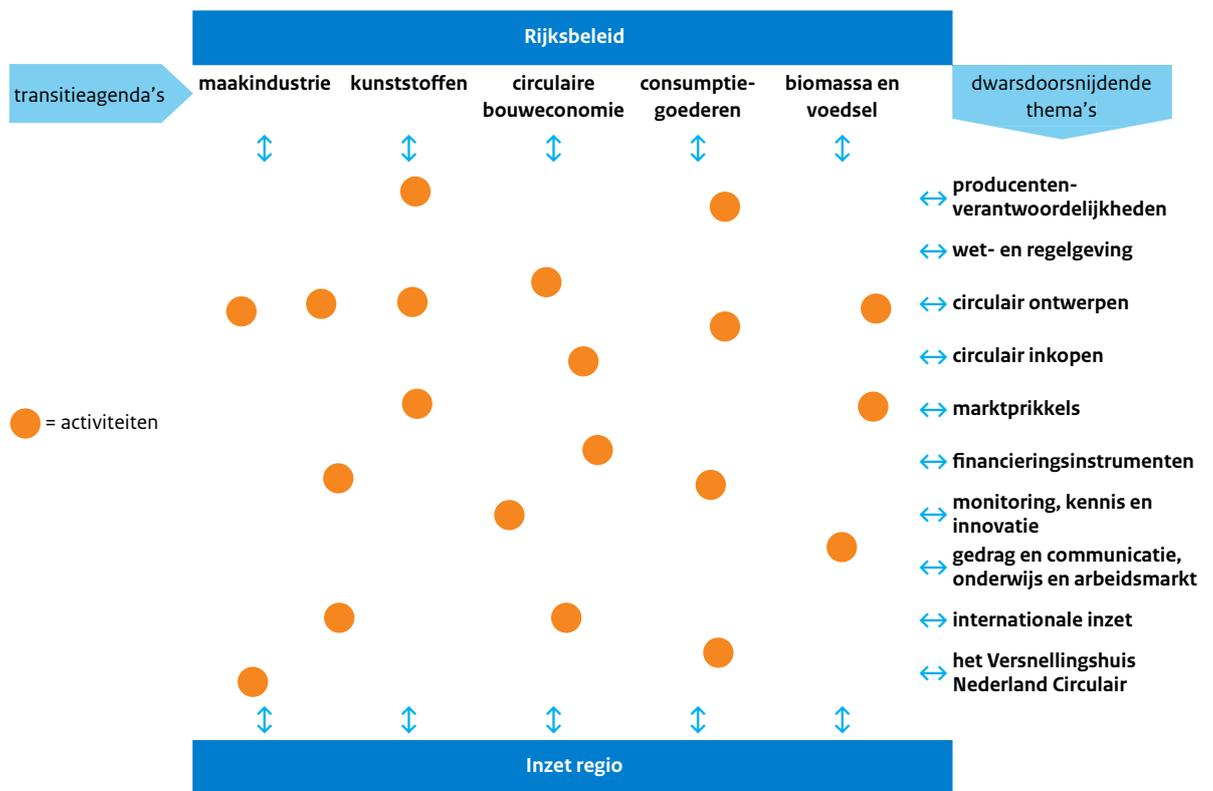 Rijksbeleid
transitieagenda's
maakindustrie
kunststoffen
circulaire
bouweconomie
consumptie-
goederen
biomassa en
voedsel
dwarsdoorsnijdende
thema's
producenten-
verantwoordelijkheden
wet- en regelgeving
circulair ontwerpen
circulair inkopen
marktprikkels
= activiteiten
financieringsinstrumenten
monitoring, kennis en
innovatie
gedrag en communicatie,
onderwijs en arbeidsmarkt
internationale inzet
het Versnellingshuis
Nederland Circulair
Inzet regio